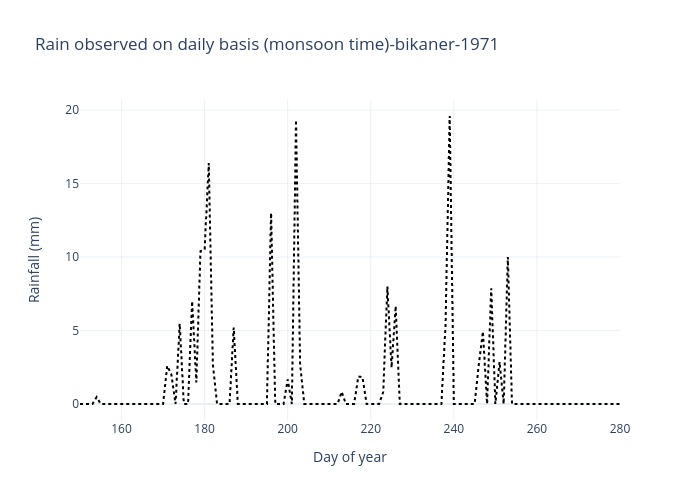 Rain observed on daily basis (monsoon time)-bikaner-1971
20
15
10
5
0
Rainfall (mm)
160 180 200 220 240 260 280
Day of year